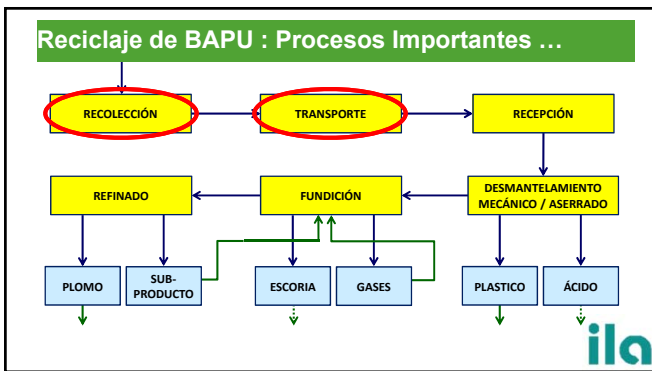 Reciclaje de BAPU : Procesos Importantes …
RECOLECCIÓN
TRANSPORTE
RECEPCIÓN
REFINADO
FUNDICIÓN
DESMANTELAMIENTO
MECÁNICO / ASERRADO
PLOMO
SUB-
PRODUCTO
ESCORIA
GASES
PLASTICO
ÁCIDO
ila